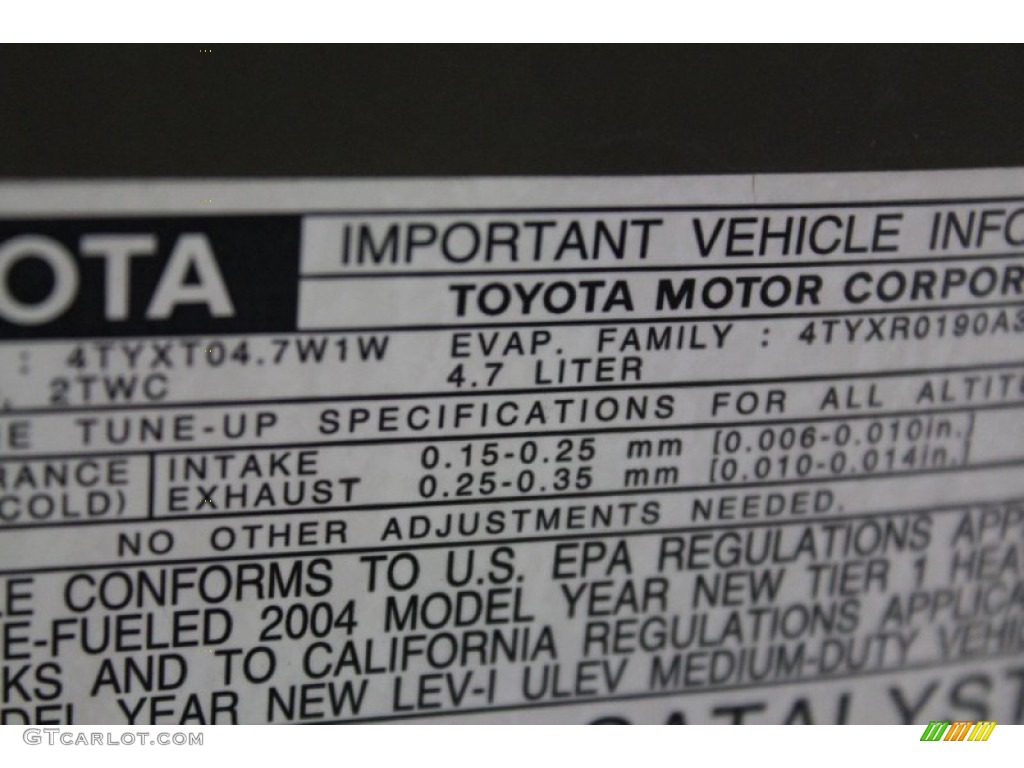 OTA IMPORTANT VEHICLE INFO
TOYOTA MOTOR CORPOR
: 4TYXT04.7W1W EVAP. FAMILY : 4TYXR0190A3
2TWC 4.7 LITER
E TUNE-UP SPECIFICATIONS FOR ALL ALTIT
RANCE INTAKE 0.15-0.25 mm [0.006-0.010in.]
COLD) EXHAUST 0.25-0.35 mm [0.010-0.014in.]
NO OTHER ADJUSTMENTS NEEDED.
LE CONFORMS TO U.S. EPA REGULATIONS APP
E-FUELED 2004 MODEL YEAR NEW TIER 1 HEA
KS AND TO CALIFORNIA REGULATIONS APPLICA
DEL YEAR NEW LEV-I ULEV MEDIUM-DUTY VEHI
CATALYST
GTCARLOT.COM